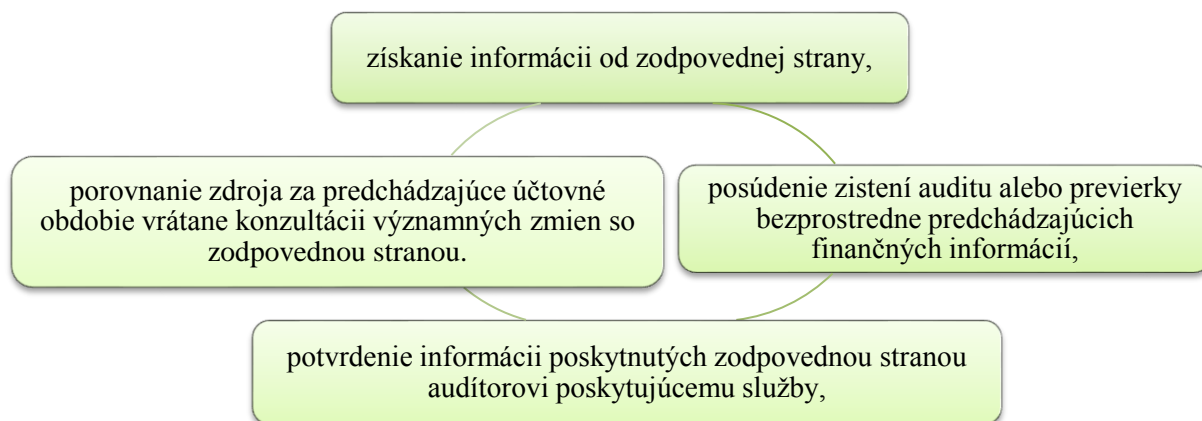 získanie informácii od zodpovednej strany,
posúdenie zistení auditu alebo previerky
bezprostredne predchádzajúcich
finančných informácií,
potvrdenie informácii poskytnutých zodpovednou stranou
audítorovi poskytujúcemu služby,
porovnanie zdroja za predchádzajúce účtovné
obdobie vrátane konzultácii významných zmien so
zodpovednou stranou.